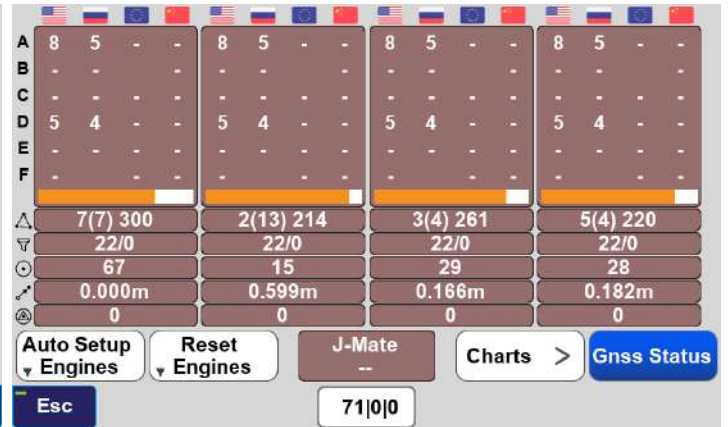 A 8 5 - - 8 5 - - 8 5 - - 8 5 - -
B - - - - - - - - - - - - - - - -
C - - - - - - - - - - - - - - - -
D 5 4 - - 5 4 - - 5 4 - - 5 4 - -
E - - - - - - - - - - - - - - - -
F - - - - - - - - - - - -
7(7) 300 2(13) 214 3(4) 261 5(4) 220
22/0 22/0 22/0 22/0
67 15 29 28
0.000m 0.599m 0.166m 0.182m
0 0 0 0
Auto Setup Engines
Reset Engines
J-Mate
--
Charts >
Gnss Status
Esc
71|0|0